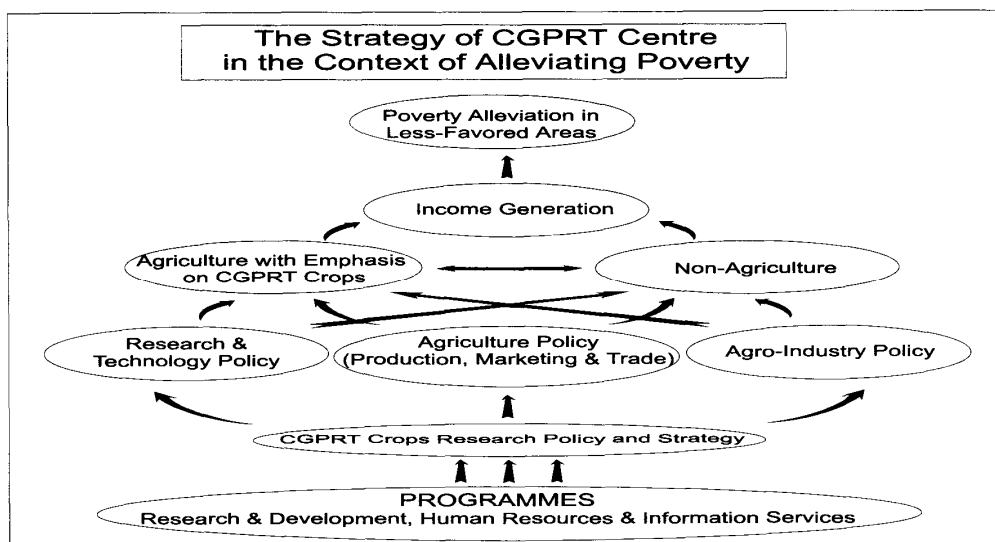 The Strategy of CGPRT Centre
in the Context of Alleviating Poverty
Poverty Alleviation in
Less-Favored Areas
Income Generation
Agriculture with Emphasis
on CGPRT Crops
Non-Agriculture
Research &
Technology Policy
Agriculture Policy
(Production, Marketing & Trade)
Agro-Industry Policy
CGPRT Crops Research Policy and Strategy
PROGRAMMES
Research & Development, Human Resources & Information Services